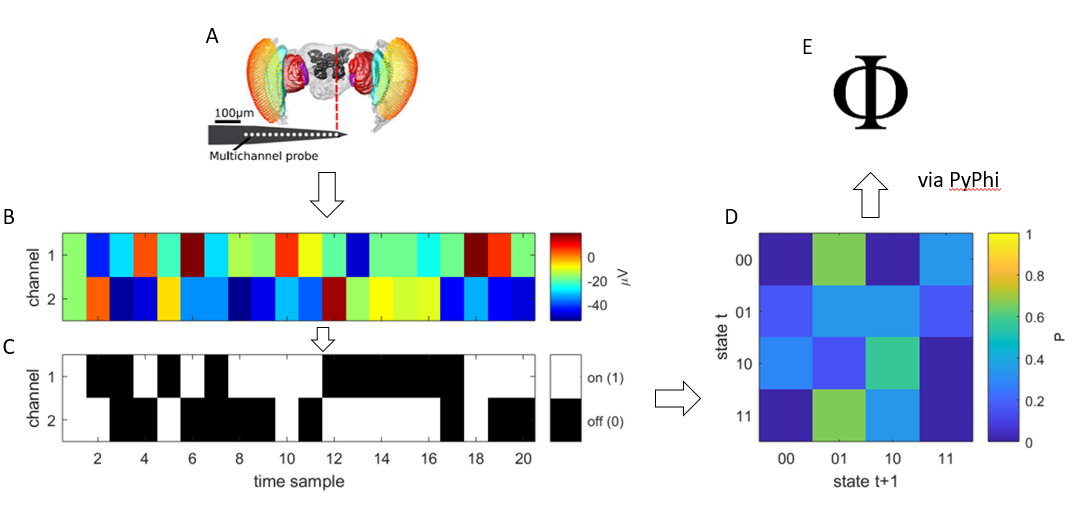 A
E
100μm
Multichannel probe
Φ
via PyPhi
B
channel
1
2
0
-20
-40
μV
C
channel
1
2
on (1)
off (0)
2 4 6 8 10 12 14 16 18 20
time sample
D
state t
00
01
10
11
00 01 10 11
state t+1
1
0.8
0.6
0.4
0.2
0
P